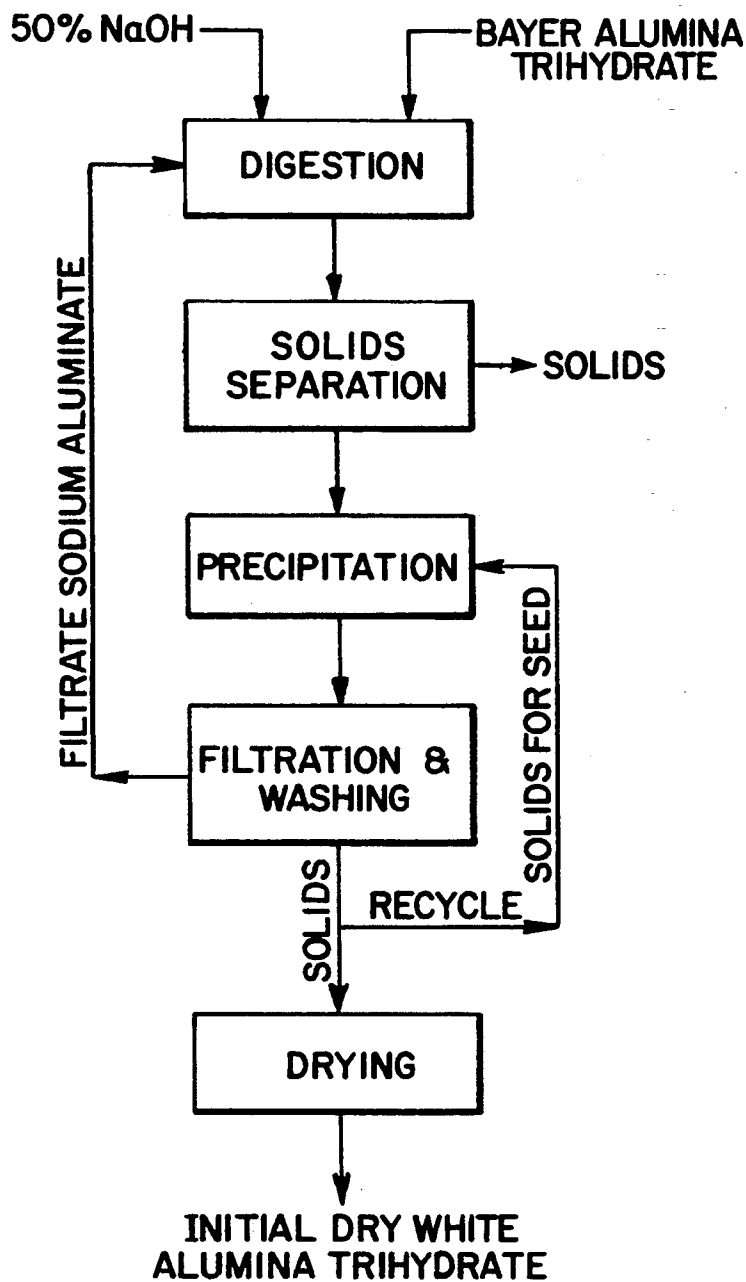 50% NaOH
BAYER ALUMINA
TRIHYDRATE
DIGESTION
FILTRATE SODIUM ALUMINATE
SOLIDS
SEPARATION
SOLIDS
PRECIPITATION
SOLIDS FOR SEED
FILTRATION &
WASHING
SOLIDS
RECYCLE
DRYING
INITIAL DRY WHITE
ALUMINA TRIHYDRATE